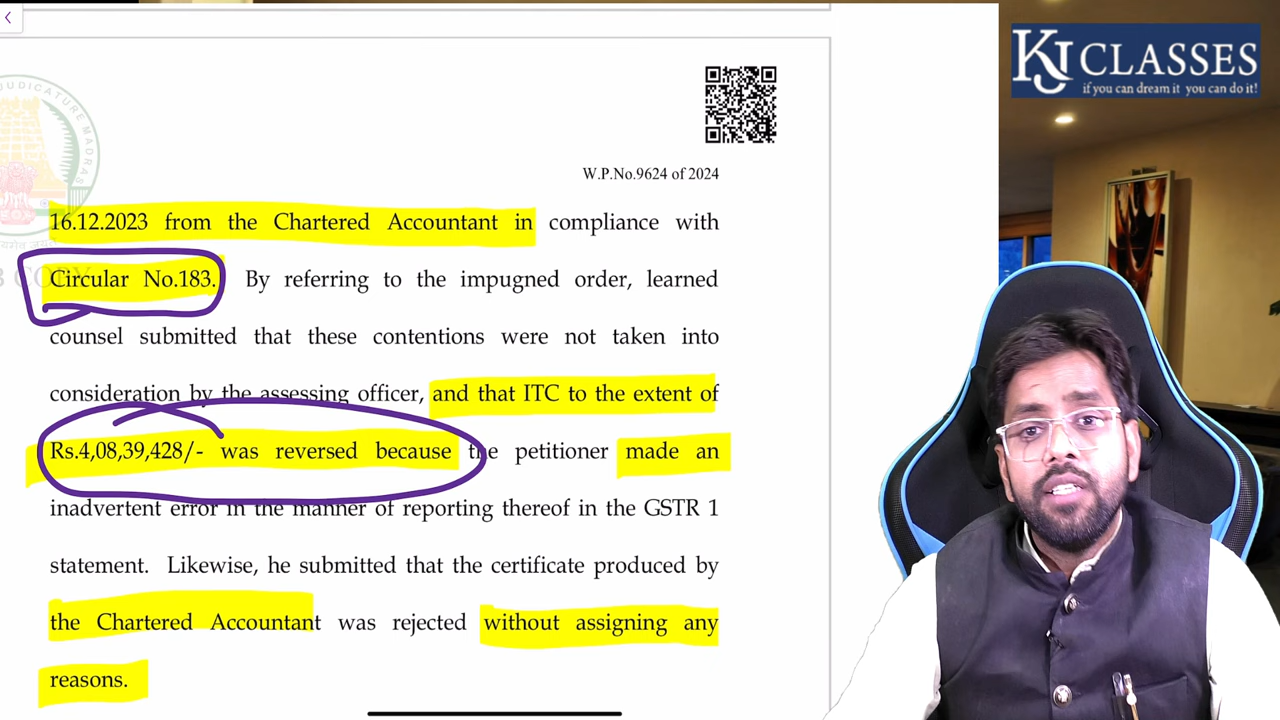 KJ CLASSES
if you can dream it you can do it!
W.P.No.9624 of 2024
16.12.2023 from the Chartered Accountant in compliance with
Circular No.183. By referring to the impugned order, learned
counsel submitted that these contentions were not taken into
consideration by the assessing officer, and that ITC to the extent of
Rs.4,08,39,428/- was reversed because the petitioner made an
inadvertent error in the manner of reporting thereof in the GSTR 1
statement. Likewise, he submitted that the certificate produced by
the Chartered Accountant was rejected without assigning any
reasons.